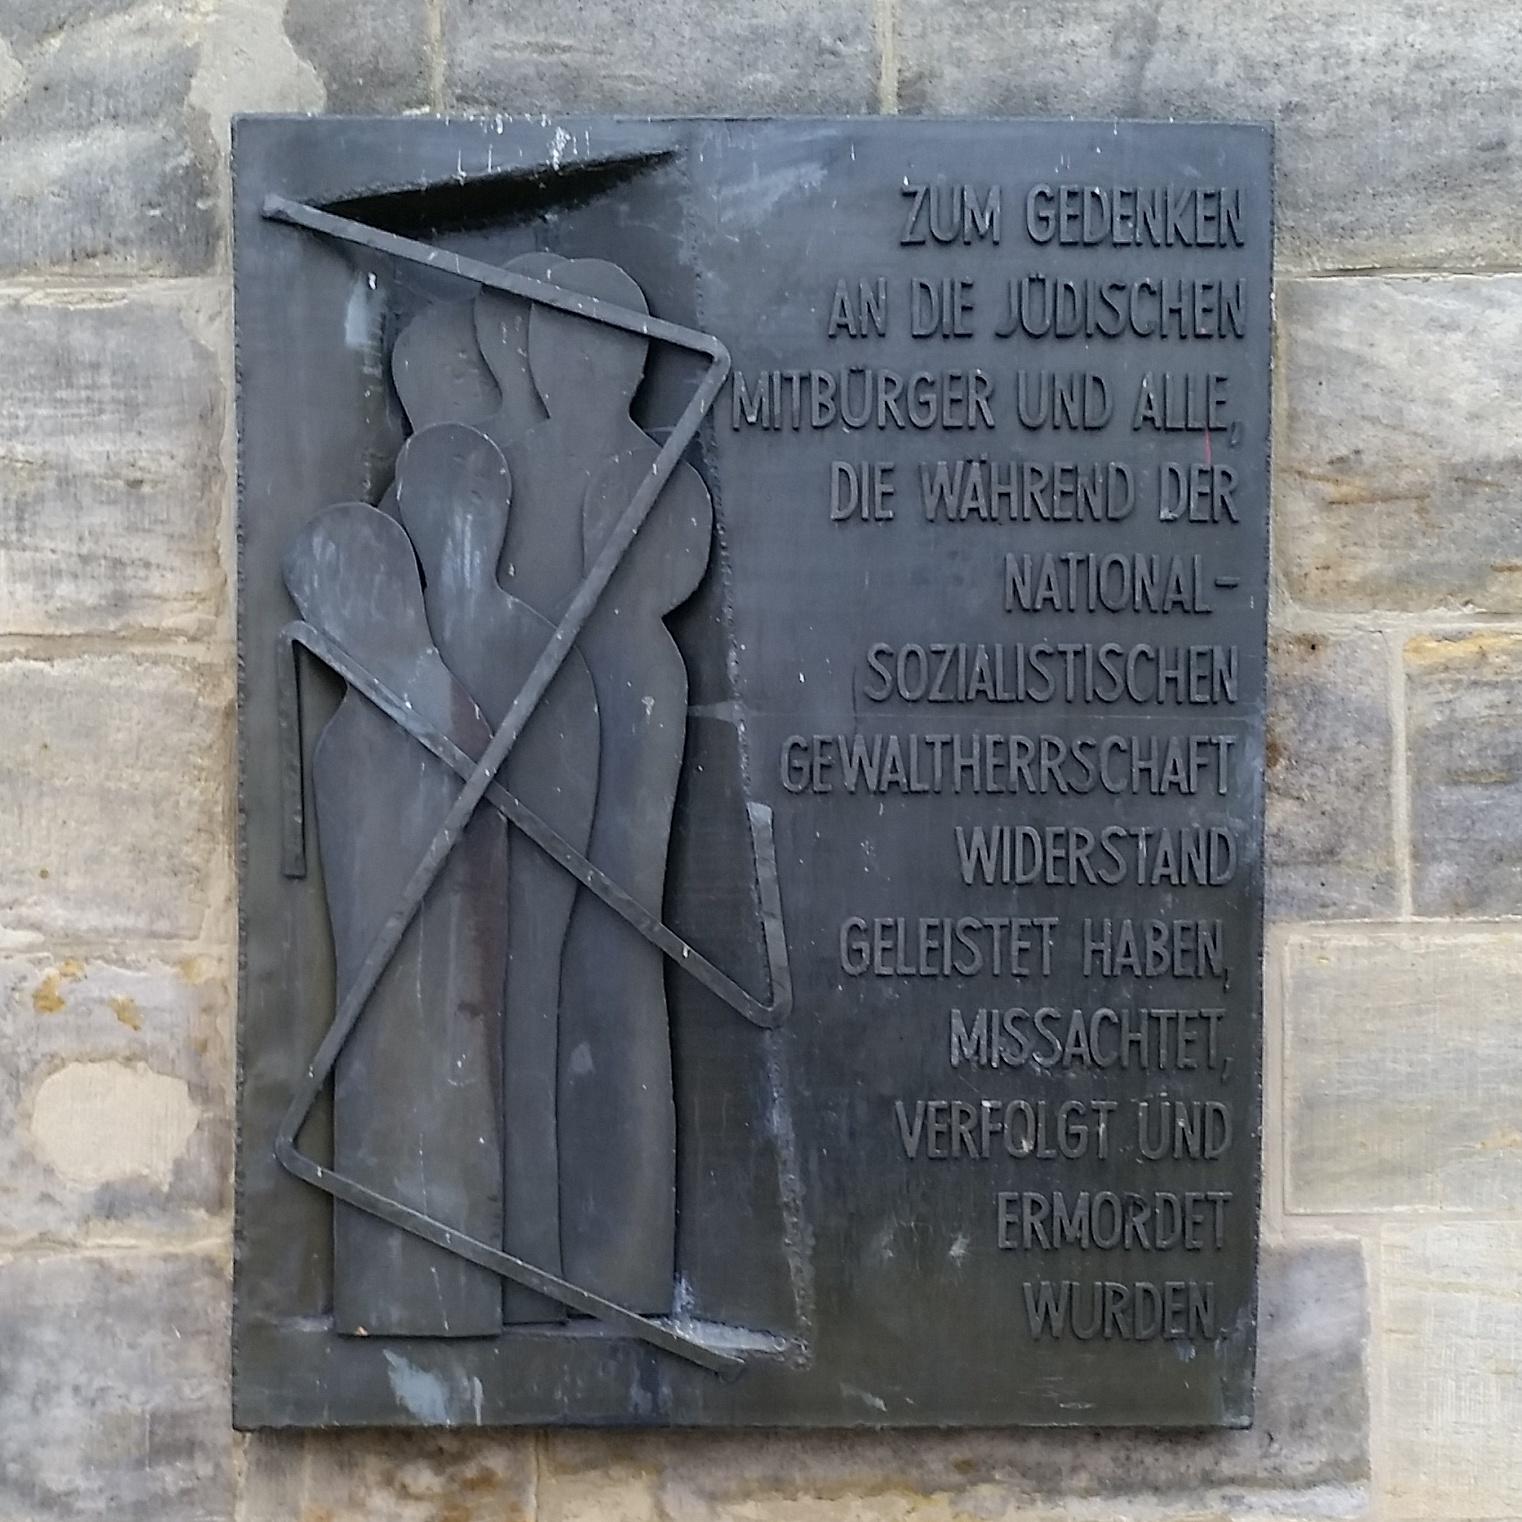 ZUM GEDENKEN
AN DIE JÜDISCHEN
MITBÜRGER UND ALLE,
DIE WÄHREND DER
NATIONAL-
SOZIALISTISCHEN
GEWALTHERRSCHAFT
WIDERSTAND
GELEISTET HABEN,
MISSACHTET,
VERFOLGT UND
ERMORDET
WURDEN.